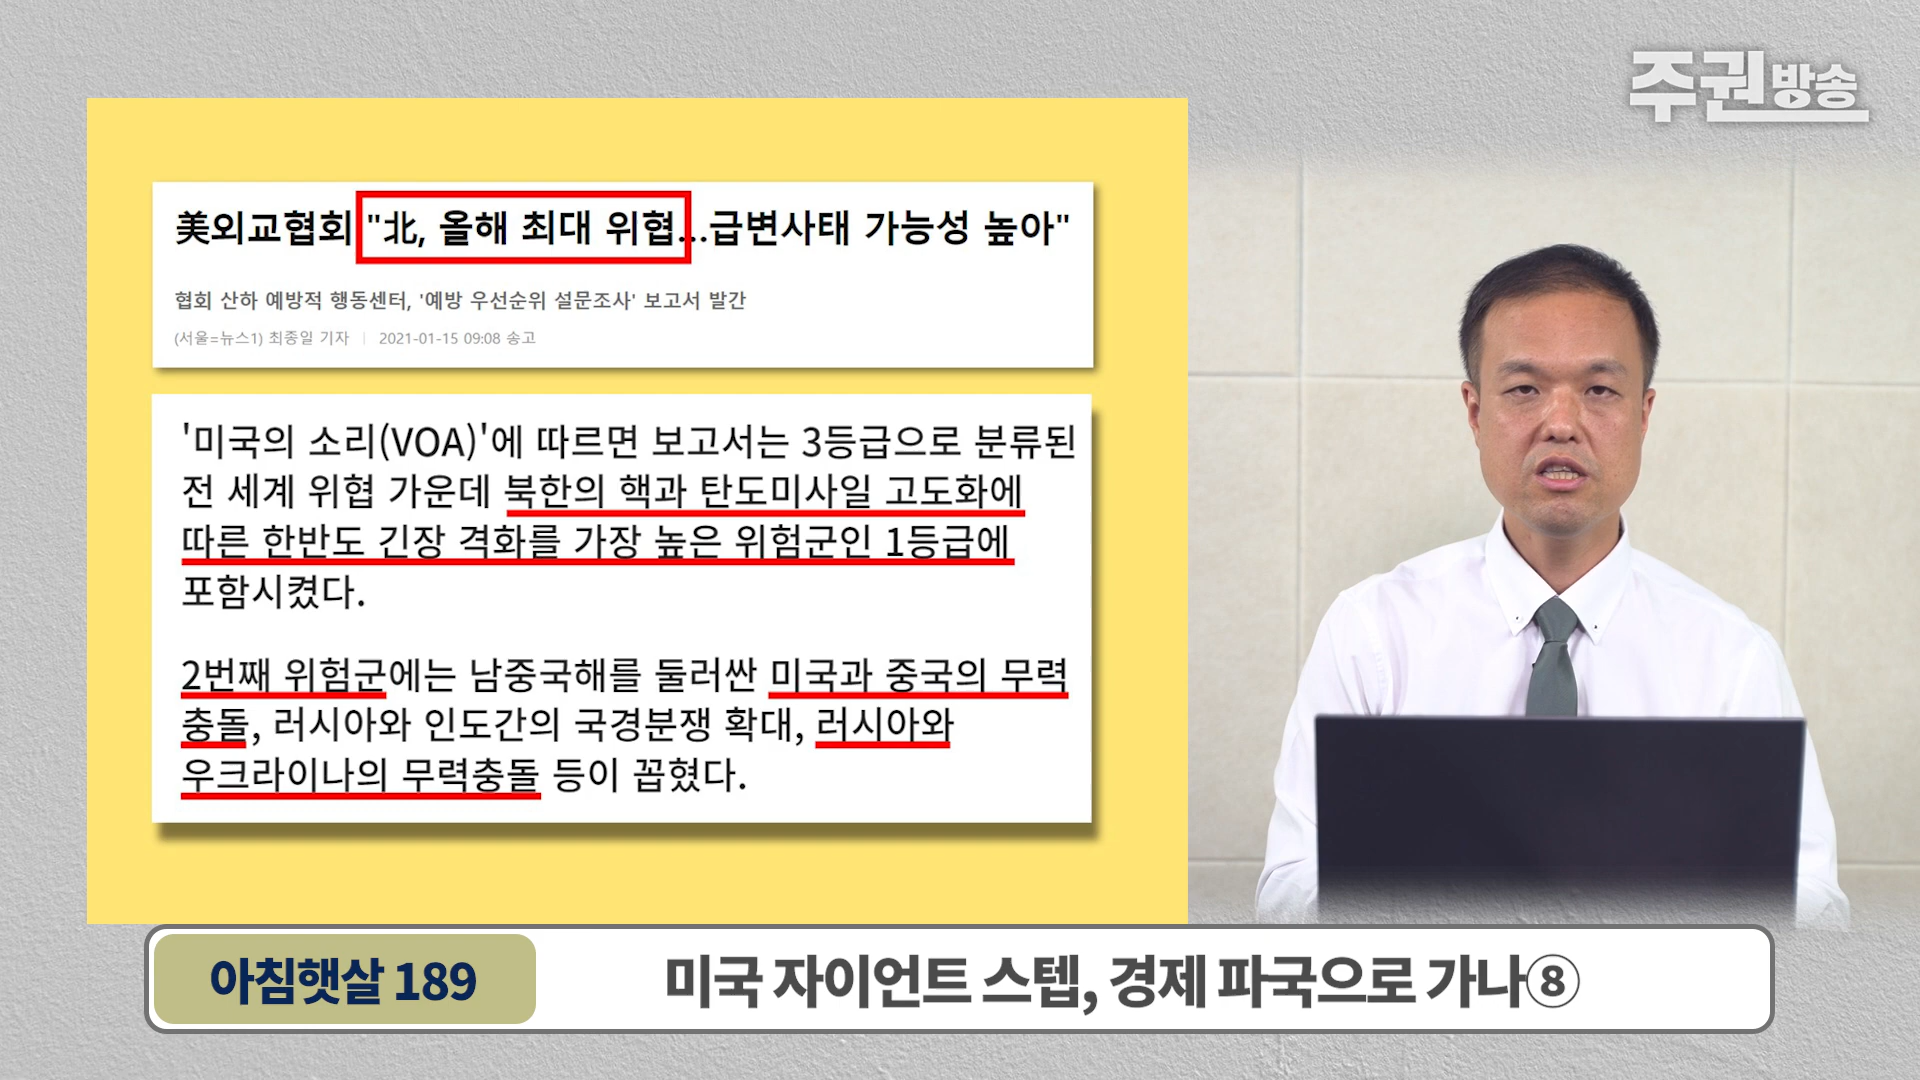 주권방송
美외교협회 "北, 올해 최대 위협...급변사태 가능성 높아"
협회 산하 예방적 행동센터, '예방 우선순위 설문조사' 보고서 발간
(서울=뉴스1) 최종일 기자 | 2021-01-15 09:08 송고
'미국의 소리(VOA)'에 따르면 보고서는 3등급으로 분류된
전 세계 위협 가운데 북한의 핵과 탄도미사일 고도화에
따른 한반도 긴장 격화를 가장 높은 위험군인 1등급에
포함시켰다.
2번째 위험군에는 남중국해를 둘러싼 미국과 중국의 무력
충돌, 러시아와 인도간의 국경분쟁 확대, 러시아와
우크라이나의 무력충돌 등이 꼽혔다.
아침햇살 189
미국 자이언트 스텝, 경제 파국으로 가나⑧